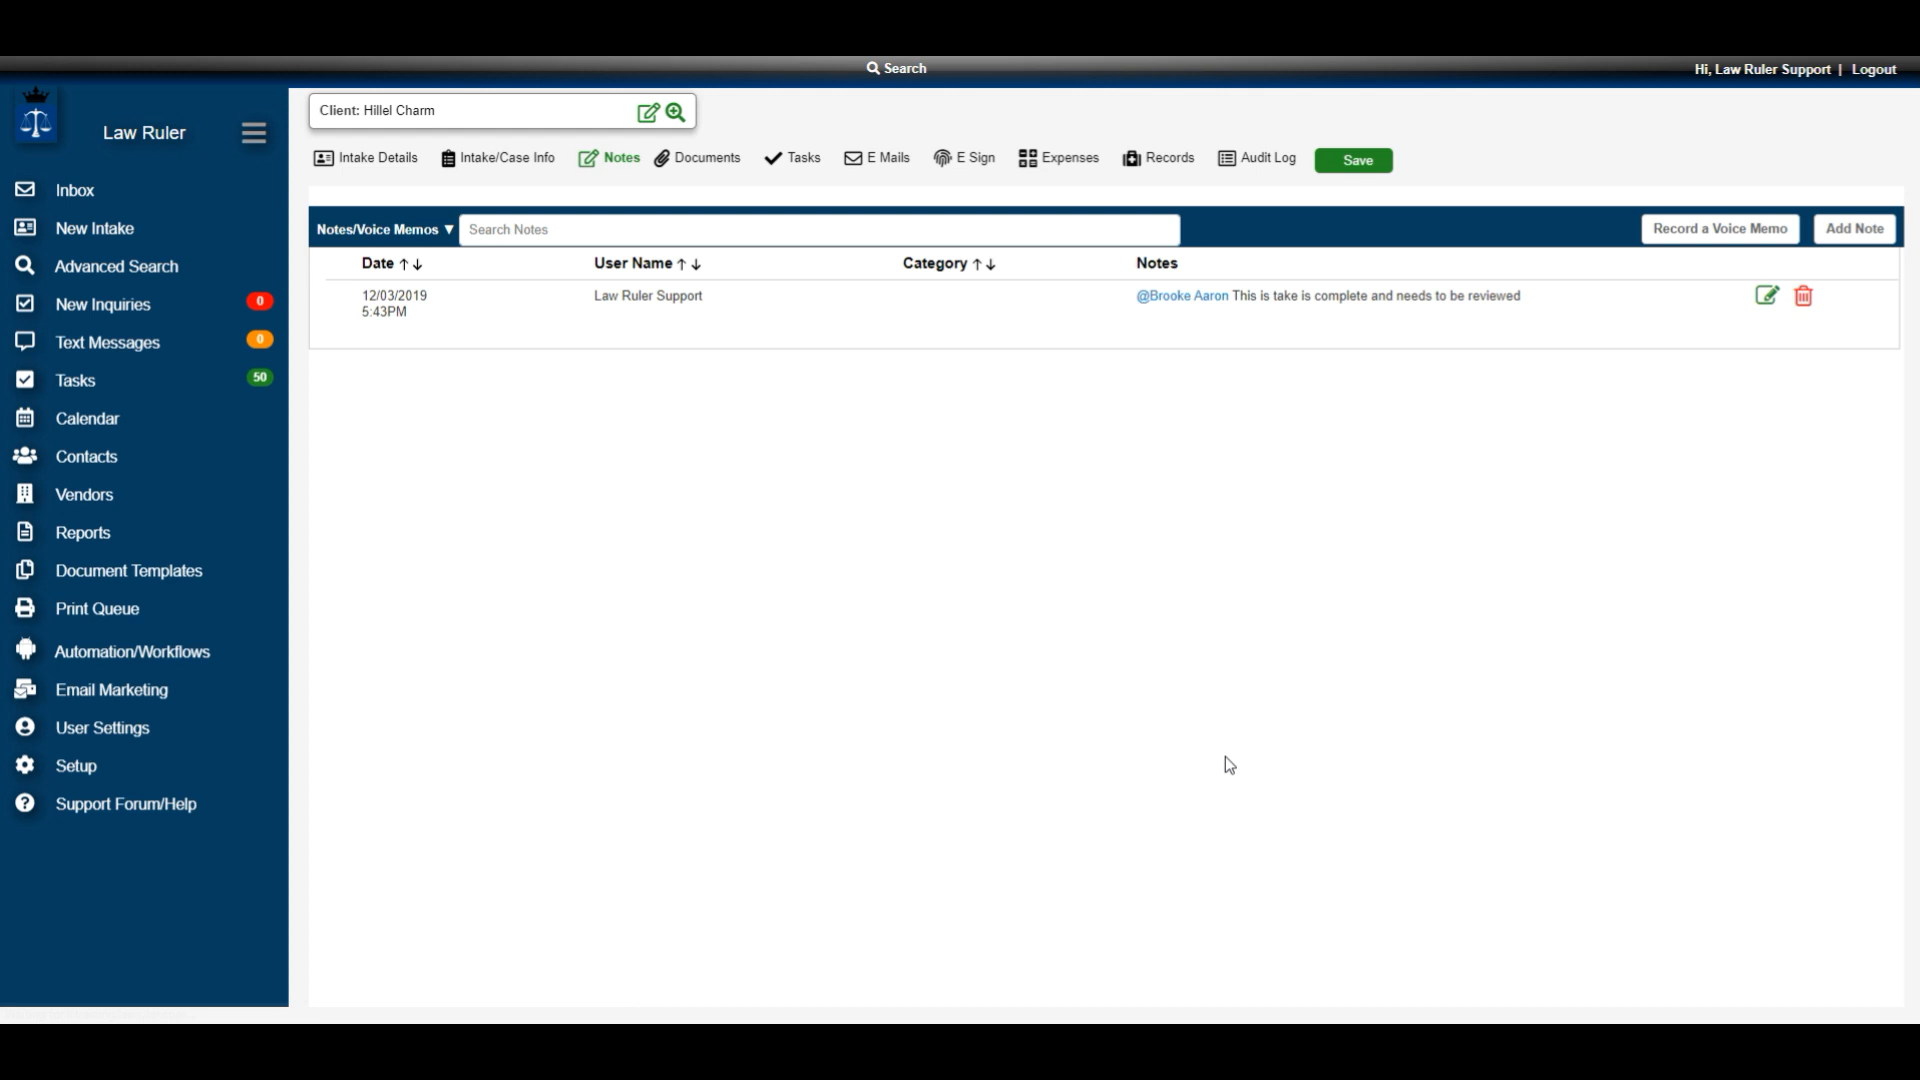 Search
Hi, Law Ruler Support | Logout
Law Ruler
Client: Hillel Charm
Intake Details Intake/Case Info Notes Documents Tasks E Mails E Sign Expenses Records Audit Log Save
Inbox
New Intake
Advanced Search
New Inquiries 0
Text Messages 0
Tasks 50
Calendar
Contacts
Vendors
Reports
Document Templates
Print Queue
Automation/Workflows
Email Marketing
User Settings
Setup
Support Forum/Help
Notes/Voice Memos ▼ Search Notes Record a Voice Memo Add Note
Date ↑↓ User Name ↑↓ Category ↑↓ Notes
12/03/2019 Law Ruler Support @Brooke Aaron This is take is complete and needs to be reviewed
5:43PM